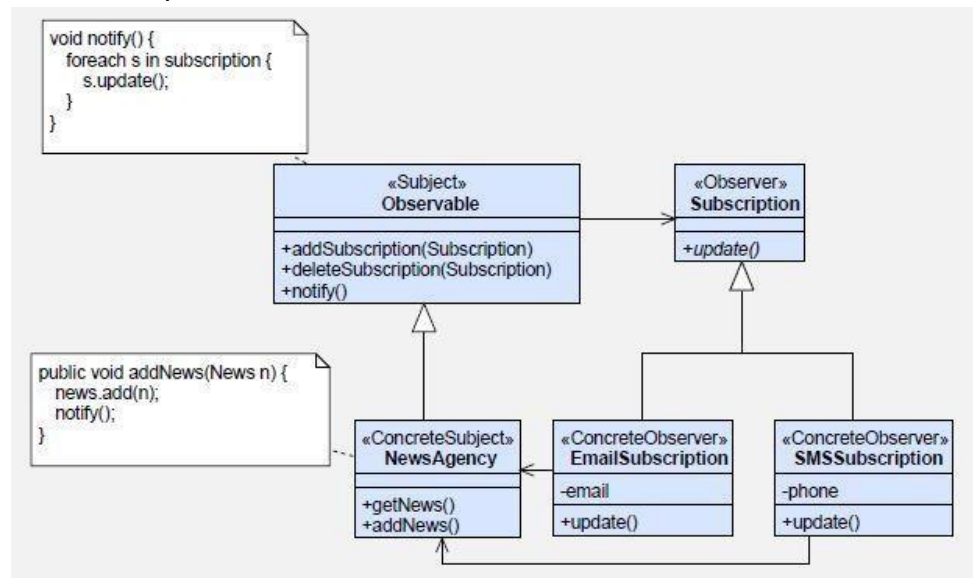 void notify() {
foreach s in subscription {
s.update();
}
}
«Subject»
Observable
+addSubscription(Subscription)
+deleteSubscription(Subscription)
+notify()
«Observer»
Subscription
+update()
public void addNews(News n) {
news.add(n);
notify();
}
«ConcreteSubject»
NewsAgency
+getNews()
+addNews()
«ConcreteObserver»
EmailSubscription
-email
+update()
«ConcreteObserver»
SMSSubscription
-phone
+update()